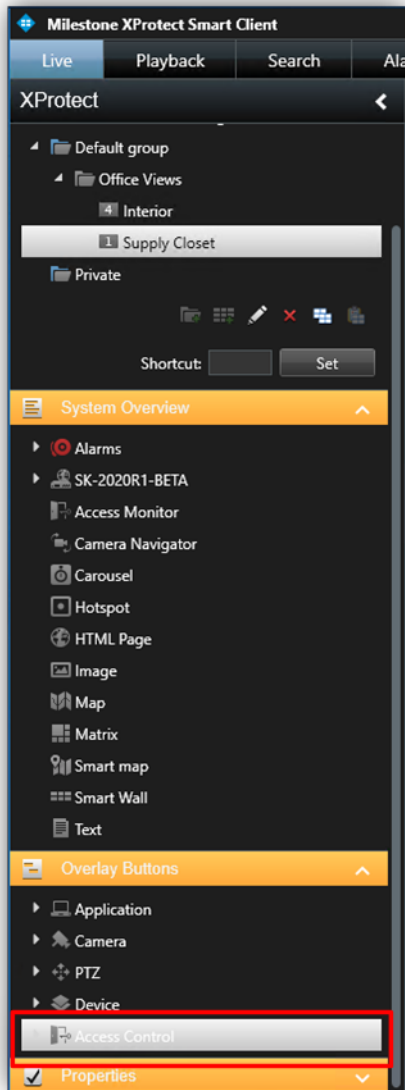 Milestone XProtect Smart Client
Live Playback Search Ala
XProtect
Default group
Office Views
4 Interior
1 Supply Closet
Private
Shortcut: Set
System Overview
Alarms
SK-2020R1-BETA
Access Monitor
Camera Navigator
Carousel
Hotspot
HTML Page
Image
Map
Matrix
Smart map
Smart Wall
Text
Overlay Buttons
Application
Camera
PTZ
Device
Access Control
Properties